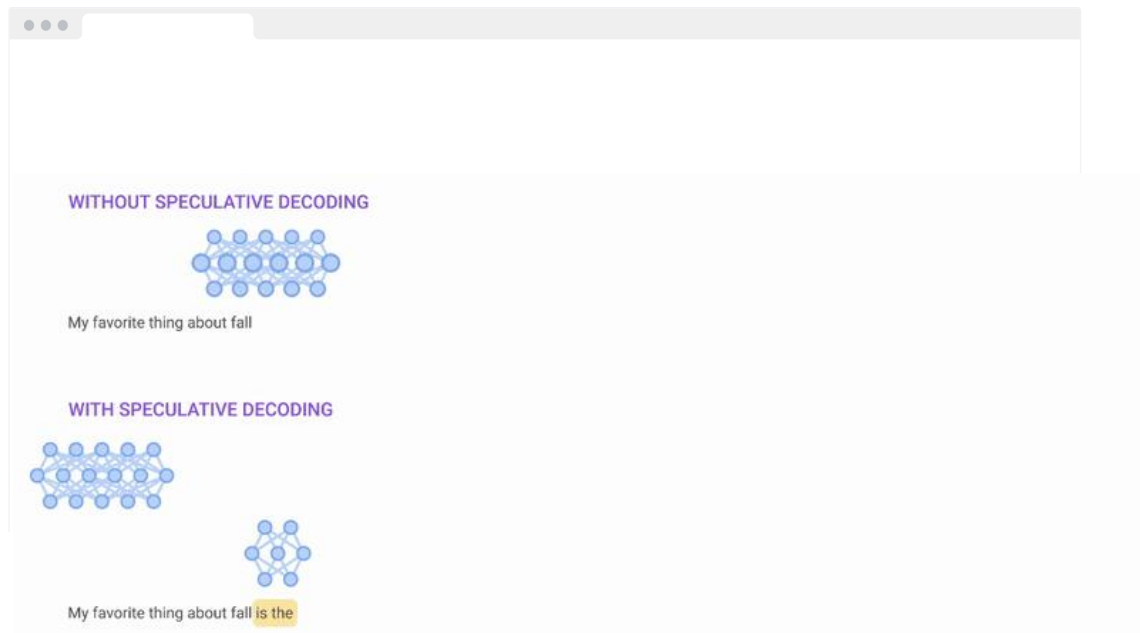 WITHOUT SPECULATIVE DECODING
My favorite thing about fall
WITH SPECULATIVE DECODING
My favorite thing about fall is the